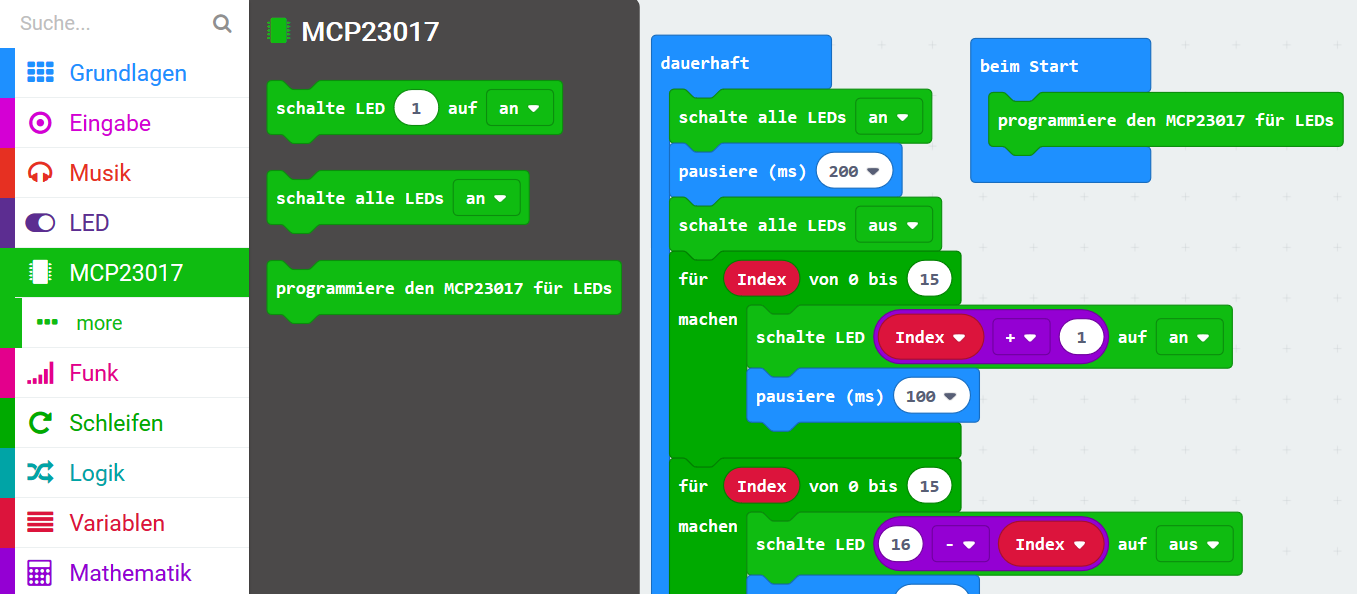 Suche...
Grundlagen
Eingabe
Musik
LED
MCP23017
more
Funk
Schleifen
Logik
Variablen
Mathematik
MCP23017
schalte LED 1 auf an
schalte alle LEDs an
programmiere den MCP23017 für LEDs
dauerhaft
schalte alle LEDs an
pausiere (ms) 200
schalte alle LEDs aus
für Index von 0 bis 15
machen
schalte LED Index + 1 auf an
pausiere (ms) 100
für Index von 0 bis 15
machen
schalte LED 16 - Index auf aus
beim Start
programmiere den MCP23017 für LEDs